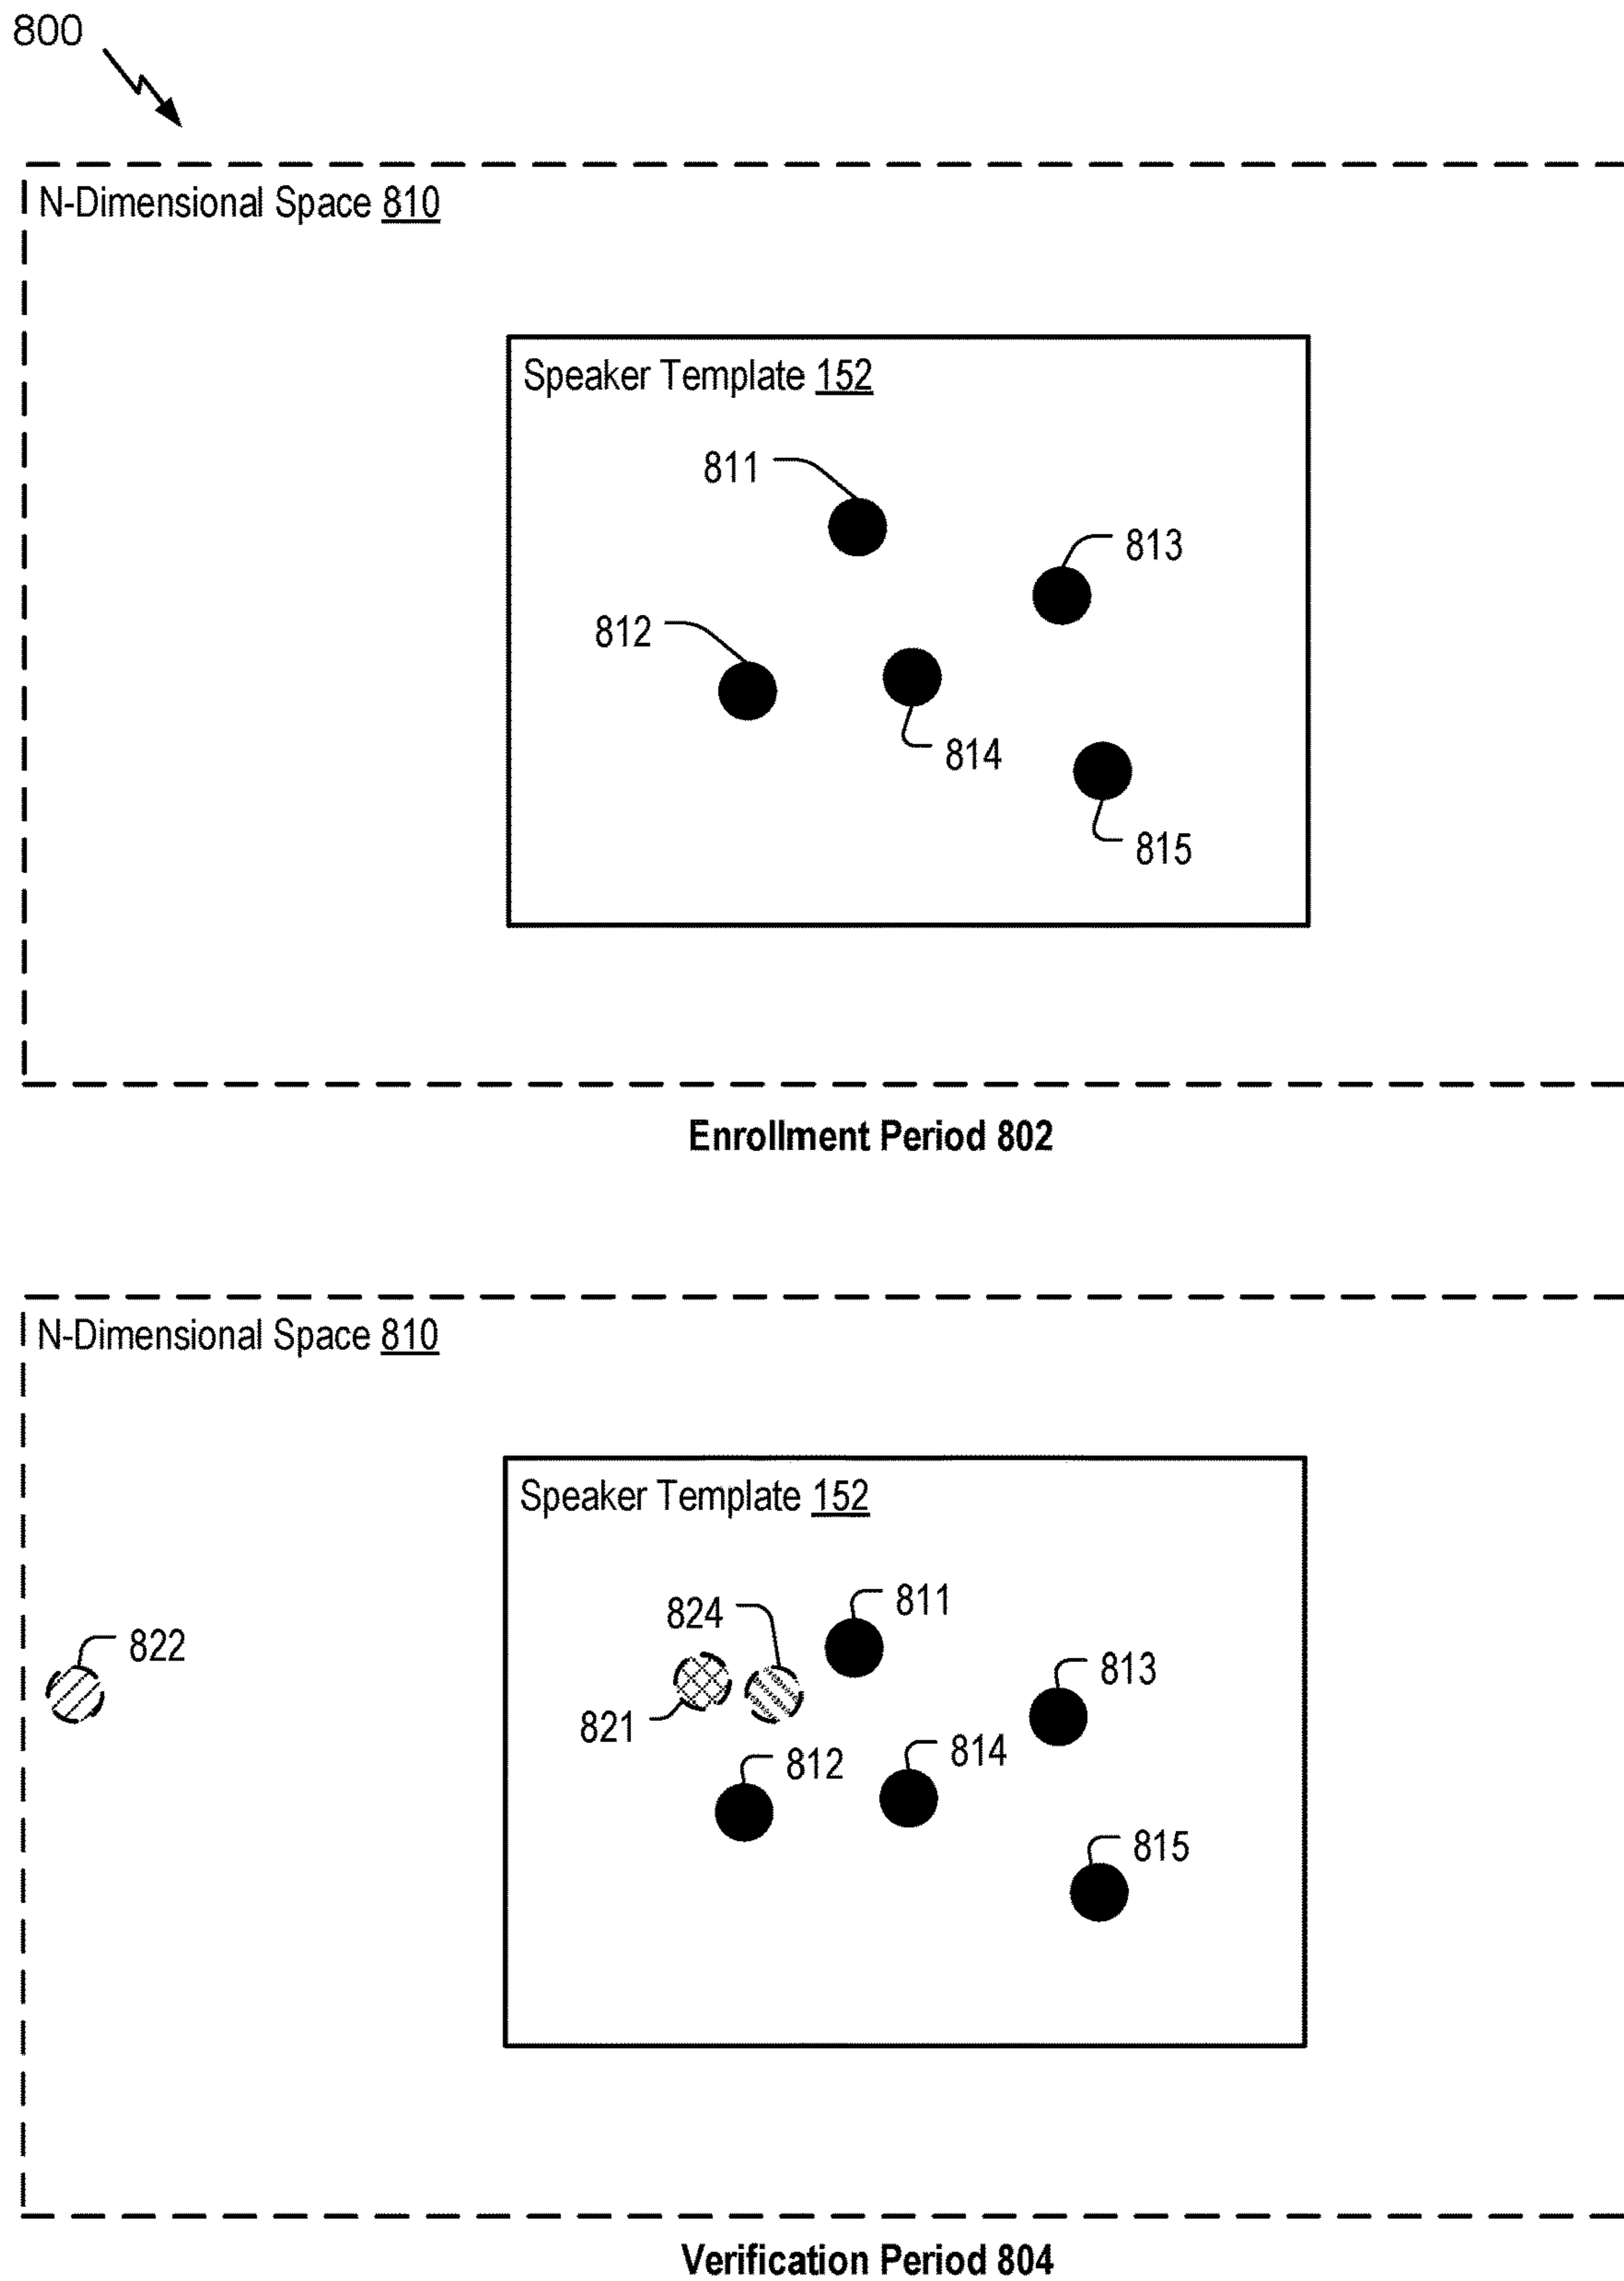 800
N-Dimensional Space 810
Speaker Template 152
811
813
812
814
815
Enrollment Period 802
N-Dimensional Space 810
Speaker Template 152
811
824
822
813
821
814
812
815
Verification Period 804